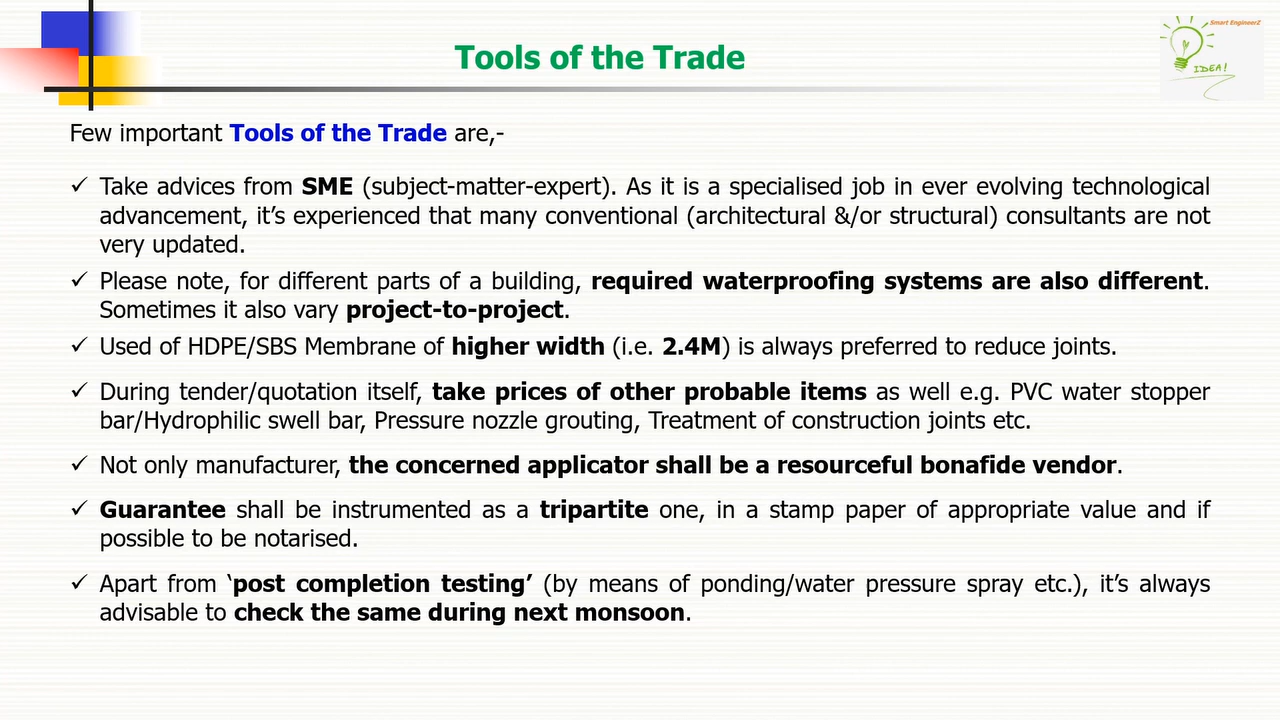 Tools of the Trade
Smart EngineerZ
IDEA!
Few important Tools of the Trade are,-
✓ Take advices from SME (subject-matter-expert). As it is a specialised job in ever evolving technological
advancement, it’s experienced that many conventional (architectural &/or structural) consultants are not
very updated.
✓ Please note, for different parts of a building, required waterproofing systems are also different.
Sometimes it also vary project-to-project.
✓ Used of HDPE/SBS Membrane of higher width (i.e. 2.4M) is always preferred to reduce joints.
✓ During tender/quotation itself, take prices of other probable items as well e.g. PVC water stopper
bar/Hydrophilic swell bar, Pressure nozzle grouting, Treatment of construction joints etc.
✓ Not only manufacturer, the concerned applicator shall be a resourceful bonafide vendor.
✓ Guarantee shall be instrumented as a tripartite one, in a stamp paper of appropriate value and if
possible to be notarised.
✓ Apart from ‘post completion testing’ (by means of ponding/water pressure spray etc.), it’s always
advisable to check the same during next monsoon.